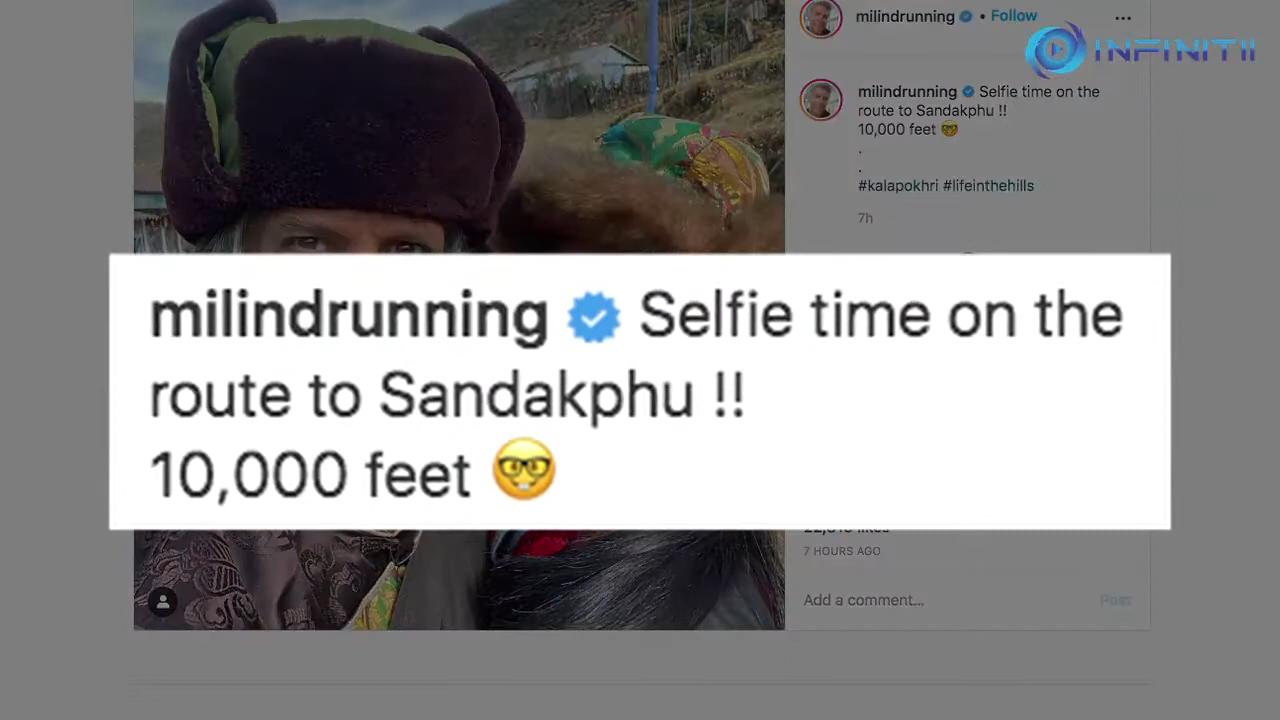 milindrunning • Follow
INFINITII
milindrunning Selfie time on the
route to Sandakphu !!
10,000 feet 🤓
.
.
#kalapokhri #lifeinthehills
7h
milindrunning Selfie time on the
route to Sandakphu !!
10,000 feet 🤓
7 HOURS AGO
Add a comment...
Post